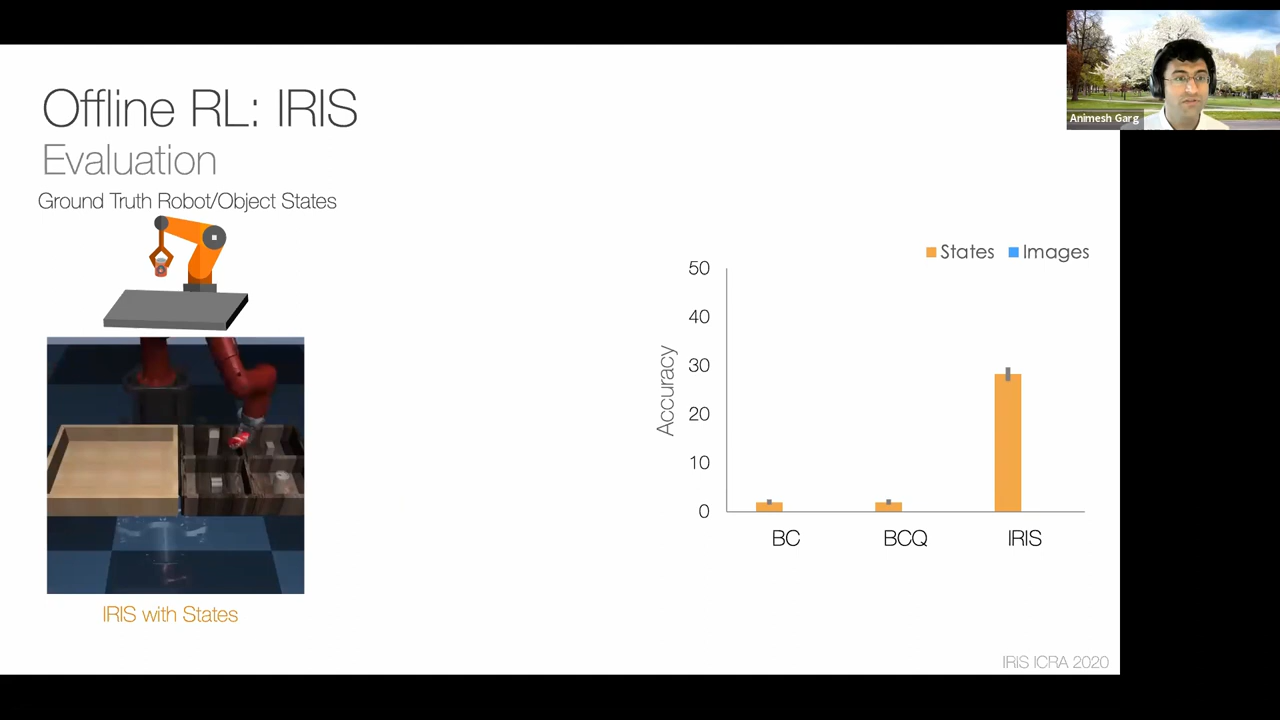 Offline RL: IRIS
Evaluation
Ground Truth Robot/Object States
IRIS with States
States Images
50
40
30
20
10
0
Accuracy
BC BCQ IRIS
IRIS ICRA 2020
Animesh Garg